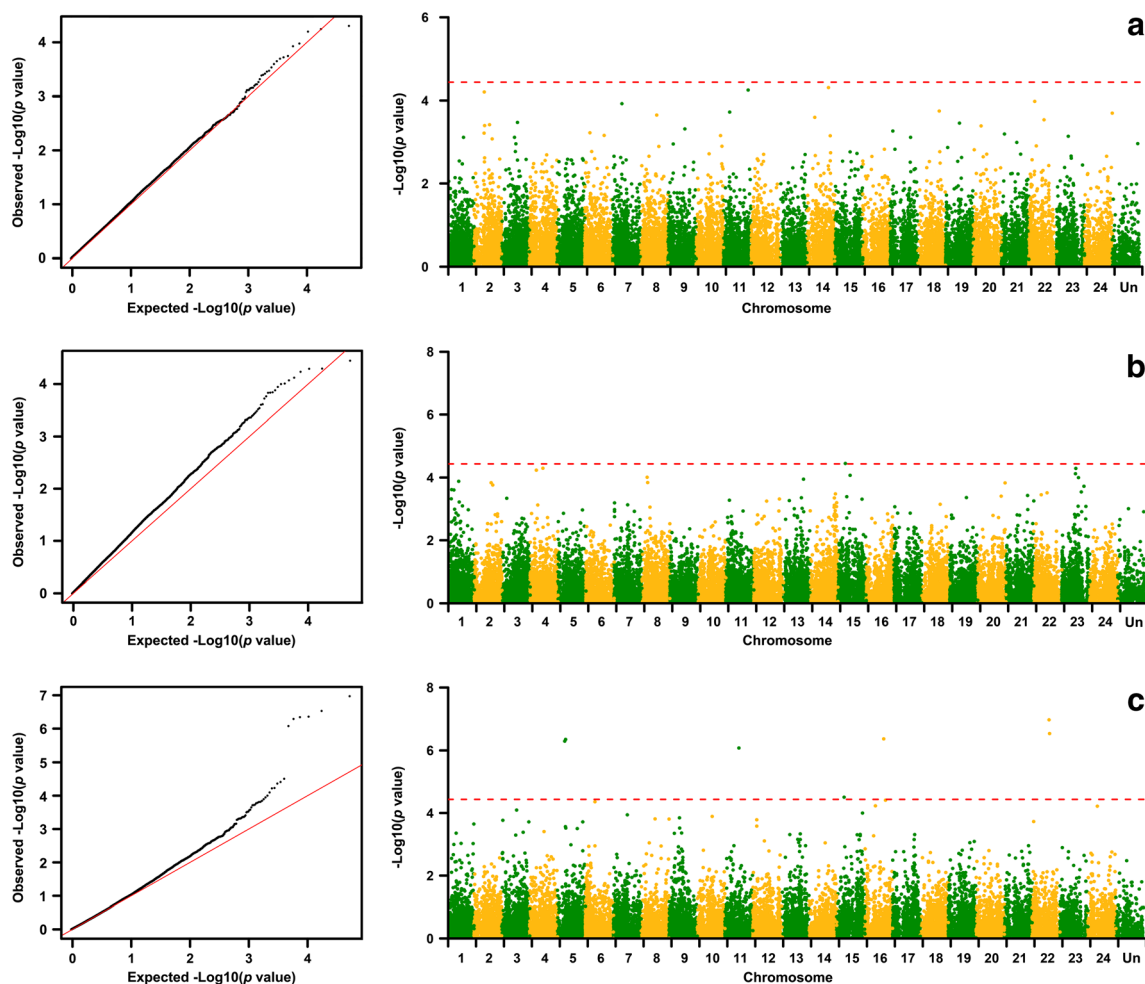 a
Observed -Log10(p value)
4
3
2
1
0
0 1 2 3 4
Expected -Log10(p value)
-Log10(p value)
6
4
2
0
1 2 3 4 5 6 7 8 9 10 11 12 13 14 15 16 17 18 19 20 21 22 23 24 Un
Chromosome
b
Observed -Log10(p value)
4
3
2
1
0
0 1 2 3 4
Expected -Log10(p value)
-Log10(p value)
8
6
4
2
0
1 2 3 4 5 6 7 8 9 10 11 12 13 14 15 16 17 18 19 20 21 22 23 24 Un
Chromosome
c
Observed -Log10(p value)
7
6
5
4
3
2
1
0
0 1 2 3 4
Expected -Log10(p value)
-Log10(p value)
8
6
4
2
0
1 2 3 4 5 6 7 8 9 10 11 12 13 14 15 16 17 18 19 20 21 22 23 24 Un
Chromosome